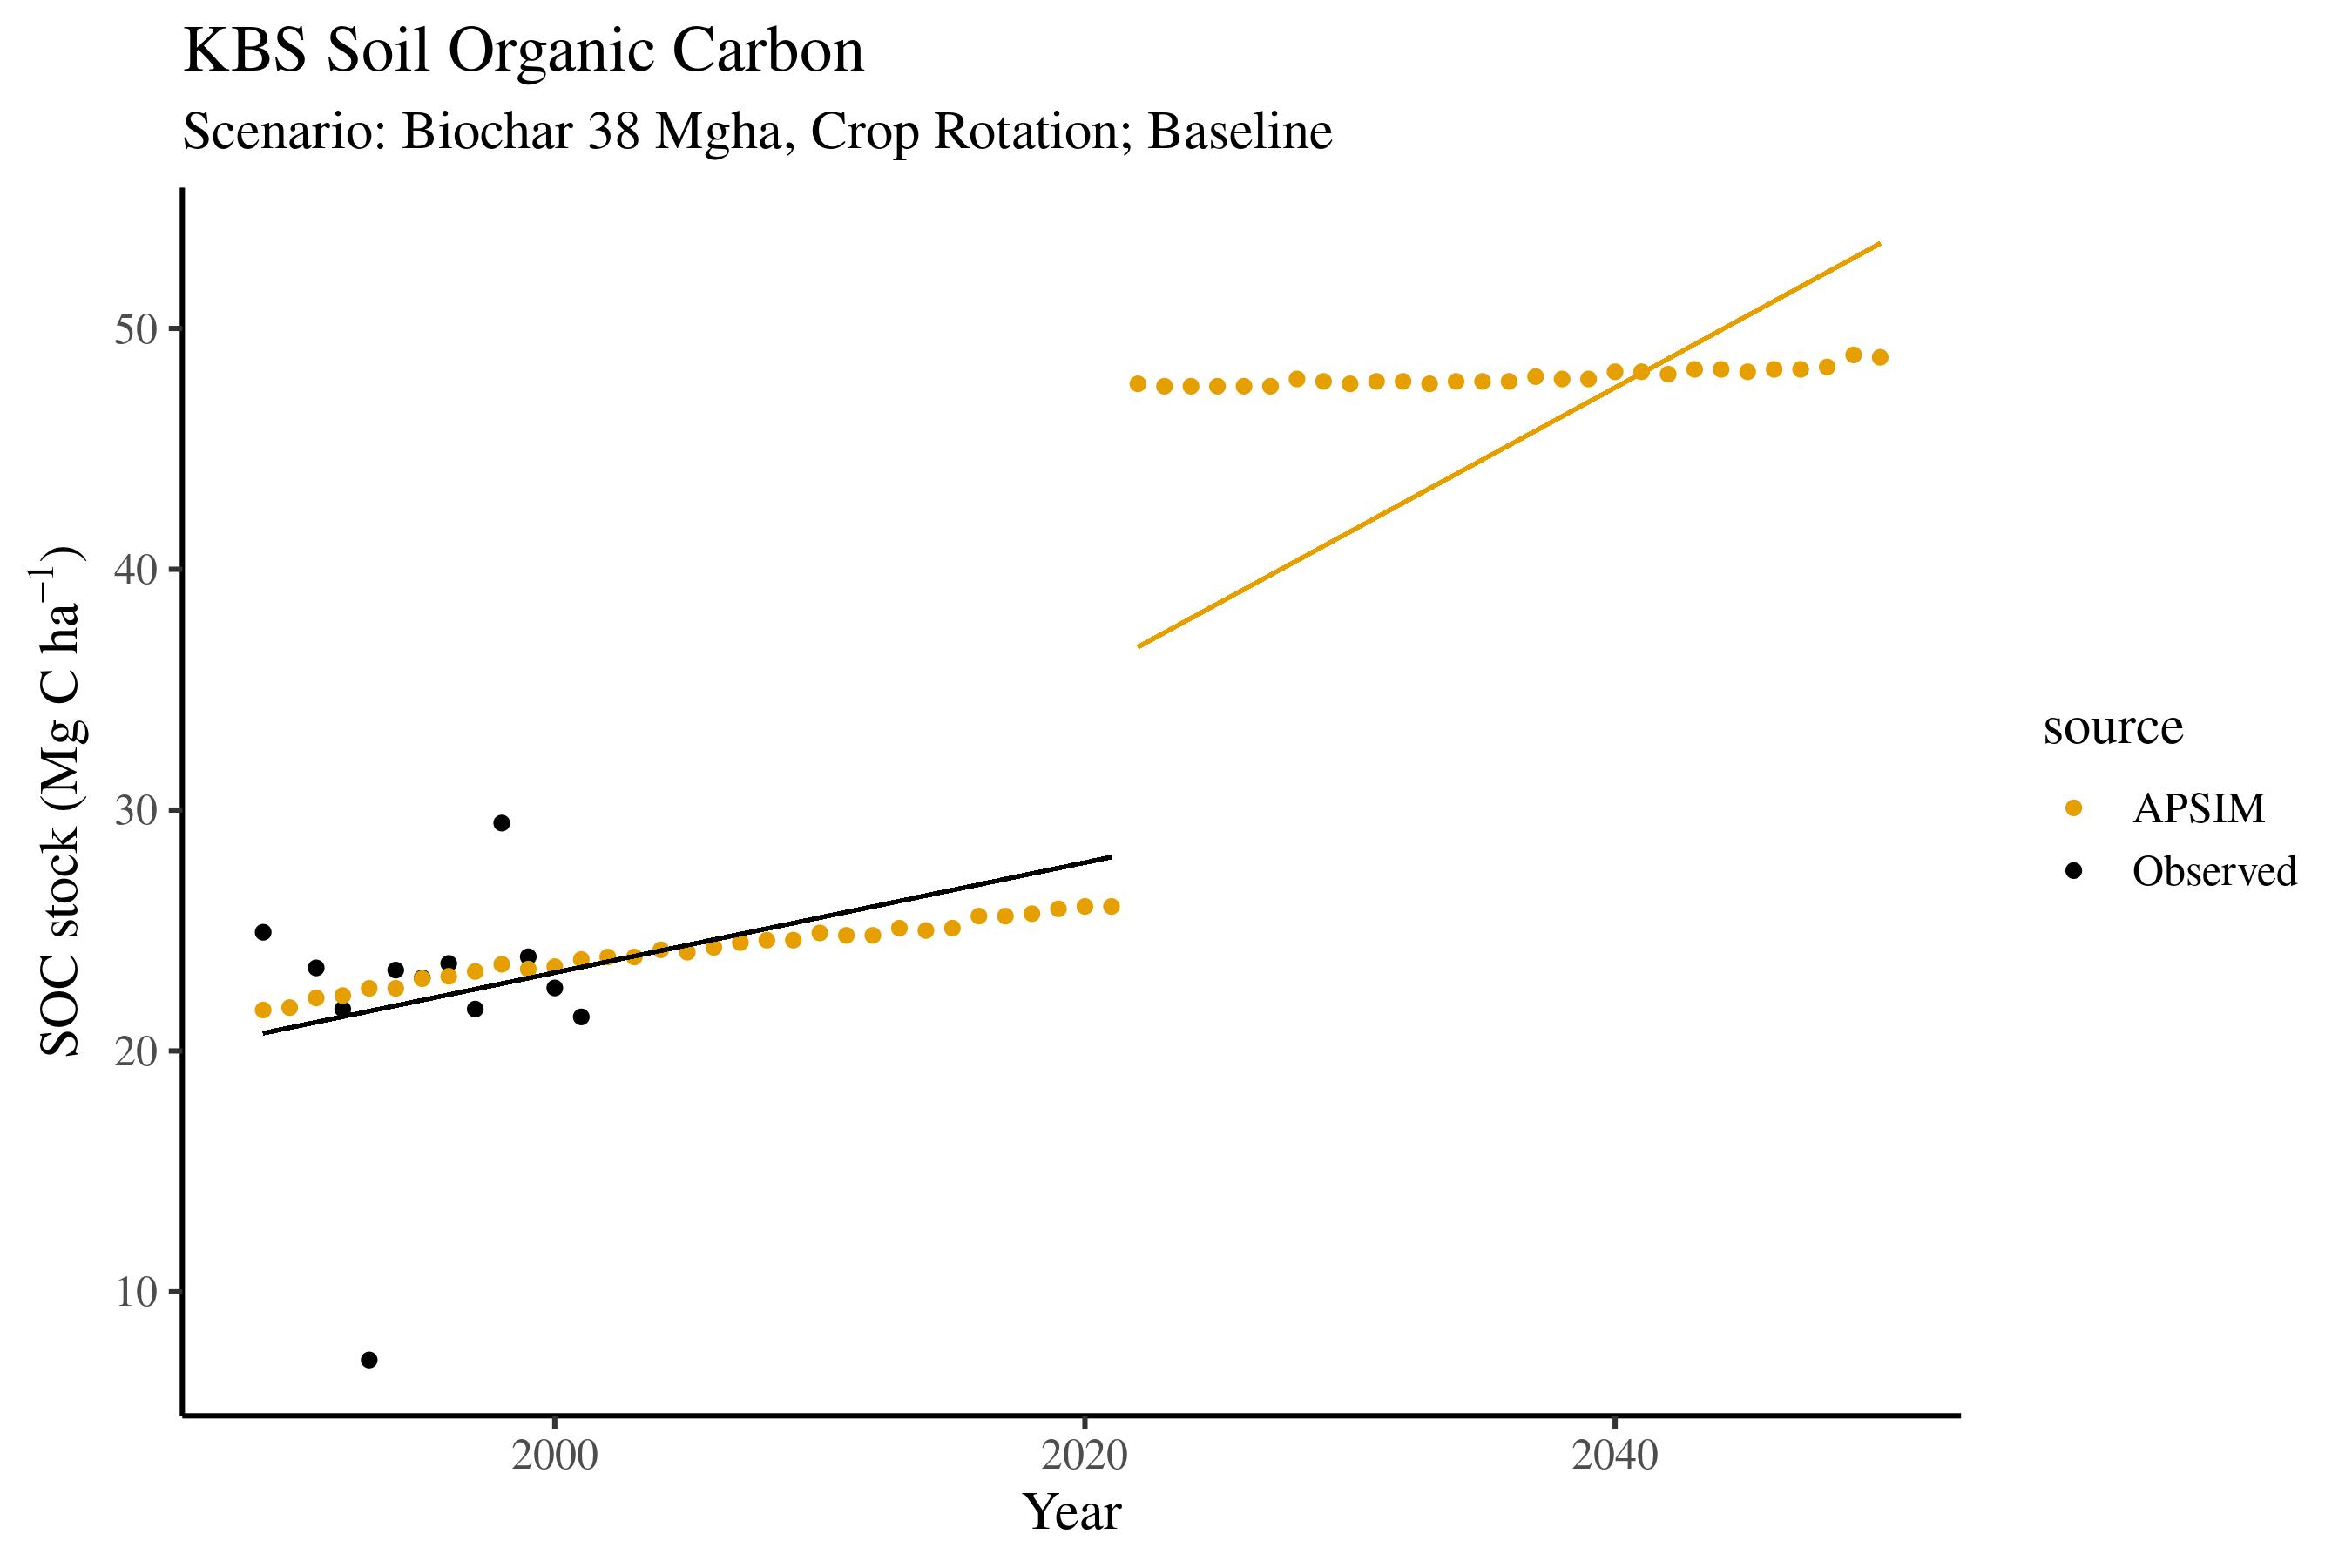 KBS Soil Organic Carbon
Scenario: Biochar 38 Mgha, Crop Rotation; Baseline
50
40
30
20
10
SOC stock (Mg C ha−1)
2000 2020 2040
Year
source
APSIM
Observed